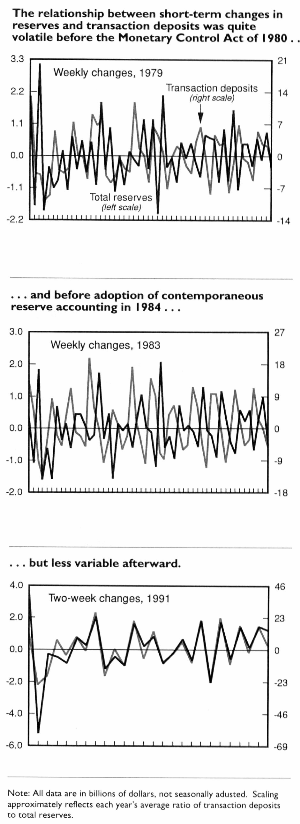 The relationship between short-term changes in
reserves and transaction deposits was quite
volatile before the Monetary Control Act of 1980 . .
3.3
2.2
1.1
0.0
-1.1
-2.2
Weekly changes, 1979
Transaction deposits
(right scale)
Total reserves
(left scale)
21
14
7
0
-7
-14
. . . and before adoption of contemporaneous
reserve accounting in 1984 . . .
3.0
2.0
1.0
0.0
-1.0
-2.0
Weekly changes, 1983
27
18
9
0
-9
-18
. . . but less variable afterward.
4.0
2.0
0.0
-2.0
-4.0
-6.0
Two-week changes, 1991
46
23
0
-23
-46
-69
Note: All data are in billions of dollars, not seasonally adusted. Scaling
approximately reflects each year's average ratio of transaction deposits
to total reserves.